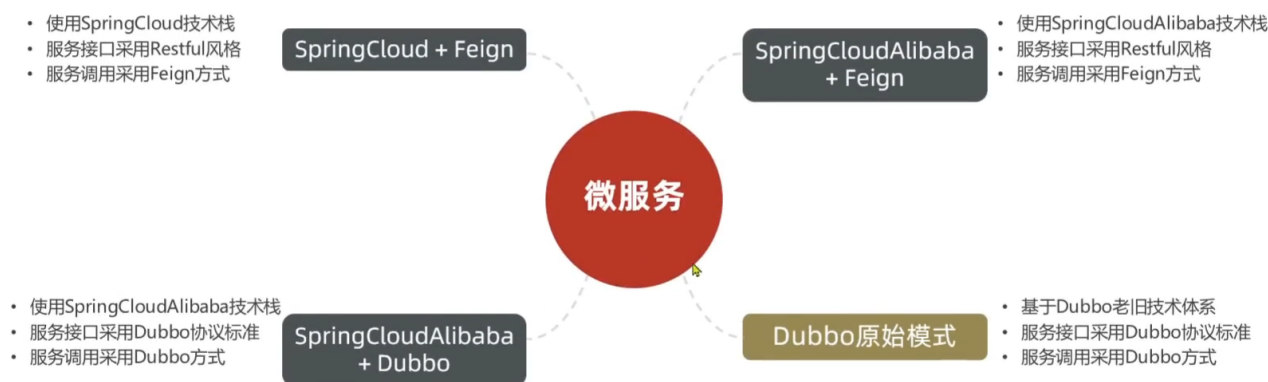 使用SpringCloud技术栈
服务接口采用Restful风格
服务调用采用Feign方式
SpringCloud + Feign
SpringCloudAlibaba
+ Feign
使用SpringCloudAlibaba技术栈
服务接口采用Restful风格
服务调用采用Feign方式
微服务
使用SpringCloudAlibaba技术栈
服务接口采用Dubbo协议标准
服务调用采用Dubbo方式
SpringCloudAlibaba
+ Dubbo
Dubbo原始模式
基于Dubbo老旧技术体系
服务接口采用Dubbo协议标准
服务调用采用Dubbo方式